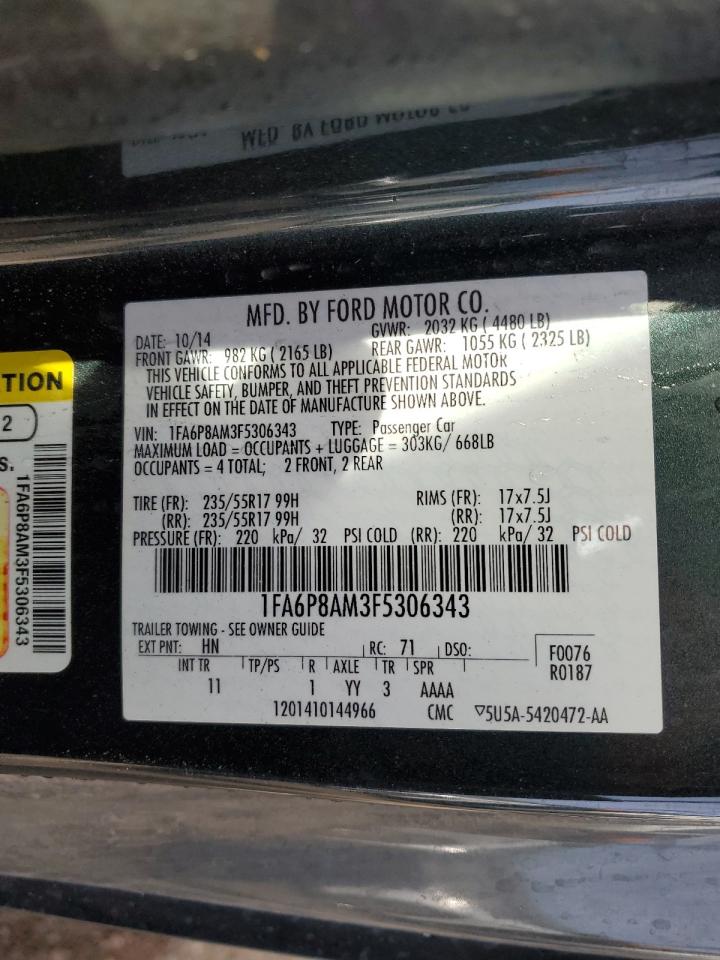 MFD. BY FORD MOTOR CO.
MFD. BY FORD MOTOR CO.
DATE: 10/14 GVWR: 2032 KG ( 4480 LB)
FRONT GAWR: 982 KG ( 2165 LB) REAR GAWR: 1055 KG ( 2325 LB)
THIS VEHICLE CONFORMS TO ALL APPLICABLE FEDERAL MOTOR
VEHICLE SAFETY, BUMPER, AND THEFT PREVENTION STANDARDS
IN EFFECT ON THE DATE OF MANUFACTURE SHOWN ABOVE.
VIN: 1FA6P8AM3F5306343 TYPE: Passenger Car
MAXIMUM LOAD = OCCUPANTS + LUGGAGE = 303KG/ 668LB
OCCUPANTS = 4 TOTAL; 2 FRONT, 2 REAR
TIRE (FR): 235/55R17 99H RIMS (FR): 17x7.5J
(RR): 235/55R17 99H (RR): 17x7.5J
PRESSURE (FR): 220 kPa/ 32 PSI COLD (RR): 220 kPa/ 32 PSI COLD
1FA6P8AM3F5306343
TRAILER TOWING - SEE OWNER GUIDE
EXT PNT: HN RC: 71 DSO: F0076
INT TR TP/PS R AXLE TR SPR R0187
11 1 YY 3 AAAA
1201410144966 CMC ▽5U5A-5420472-AA
TION
2
S.
1FA6P8AM3F5306343